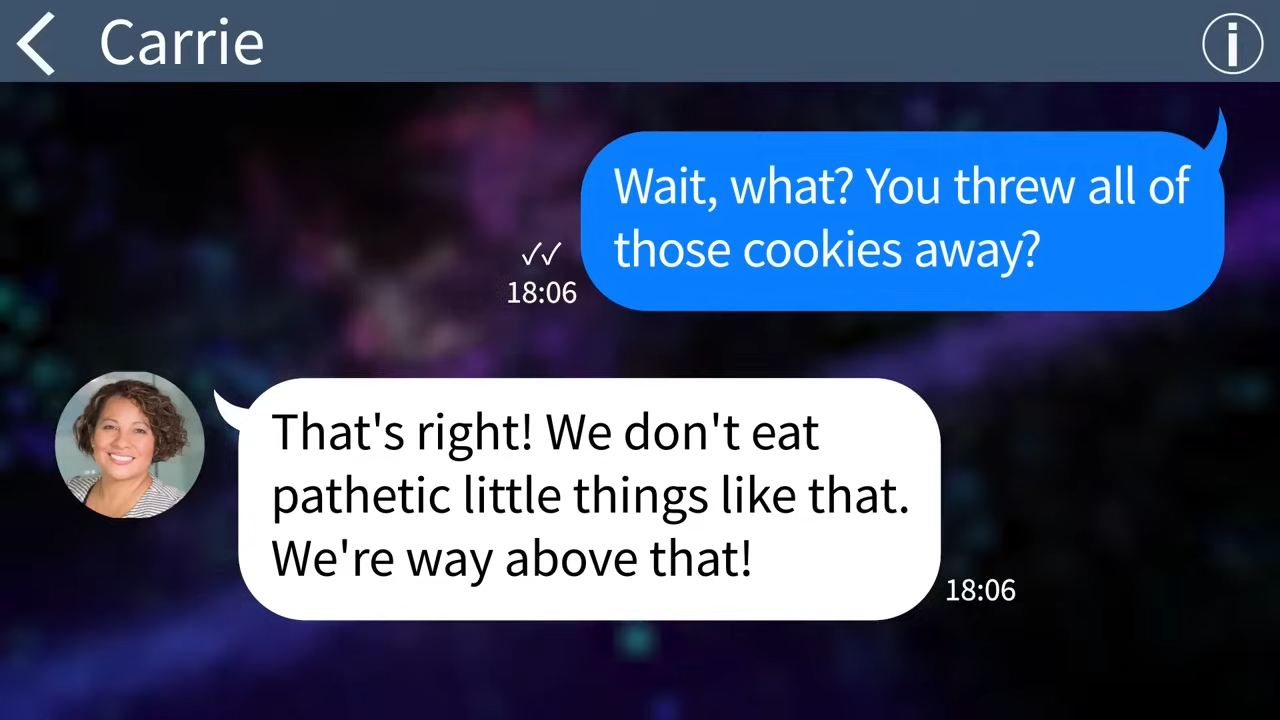 Carrie
Wait, what? You threw all of
those cookies away?
✓✓
18:06
That's right! We don't eat
pathetic little things like that.
We're way above that!
18:06